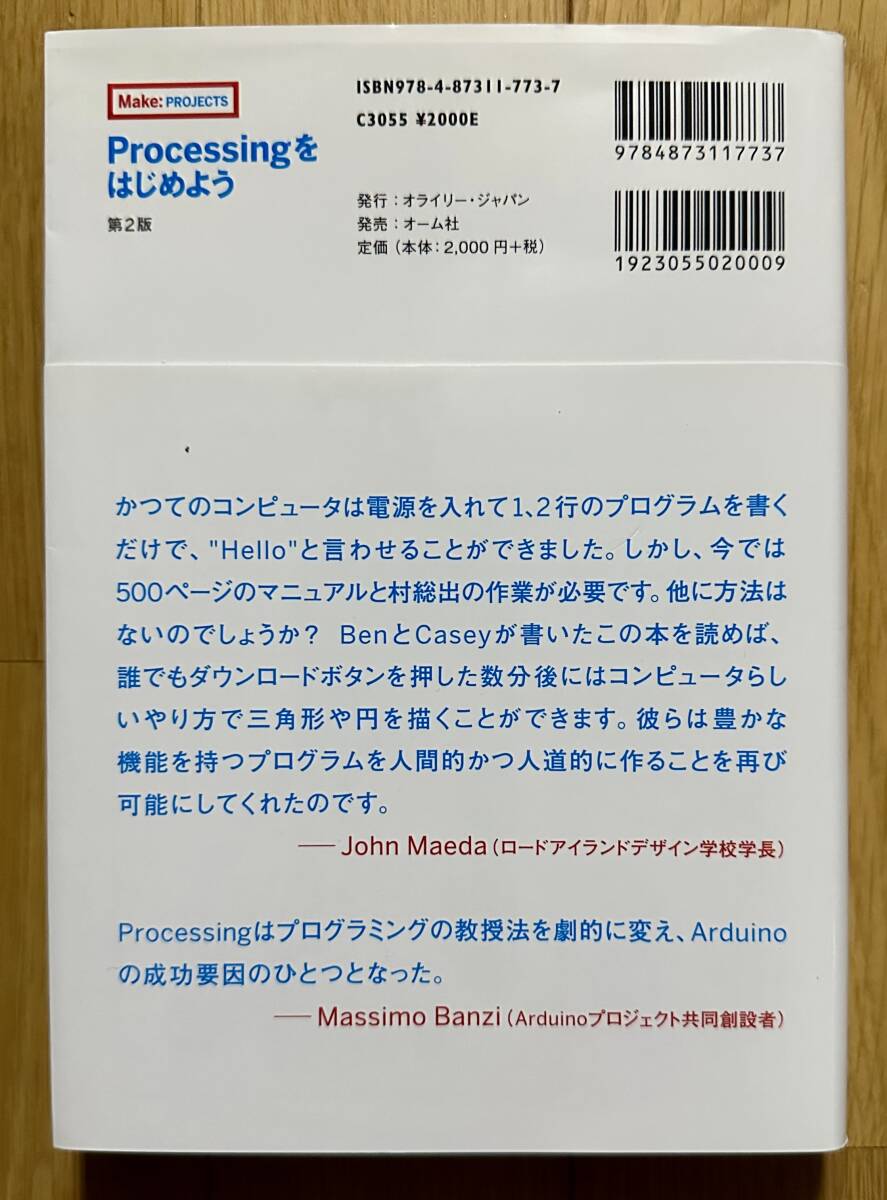 Make: PROJECTS
Processingを
はじめよう
第2版
ISBN978-4-87311-773-7
C3055 ¥2000E
発行：オライリー・ジャパン
発売：オーム社
定価（本体：2,000円＋税）
9784873117737
1923055020009
かつてのコンピュータは電源を入れて1、2行のプログラムを書く
だけで、"Hello"と言わせることができました。しかし、今では
500ページのマニュアルと村総出の作業が必要です。他に方法は
ないのでしょうか？ BenとCaseyが書いたこの本を読めば、
誰でもダウンロードボタンを押した数分後にはコンピュータらし
いやり方で三角形や円を描くことができます。彼らは豊かな
機能を持つプログラムを人間的かつ人道的に作ることを再び
可能にしてくれたのです。
── John Maeda（ロードアイランドデザイン学校学長）
Processingはプログラミングの教授法を劇的に変え、Arduino
の成功要因のひとつとなった。
── Massimo Banzi（Arduinoプロジェクト共同創設者）